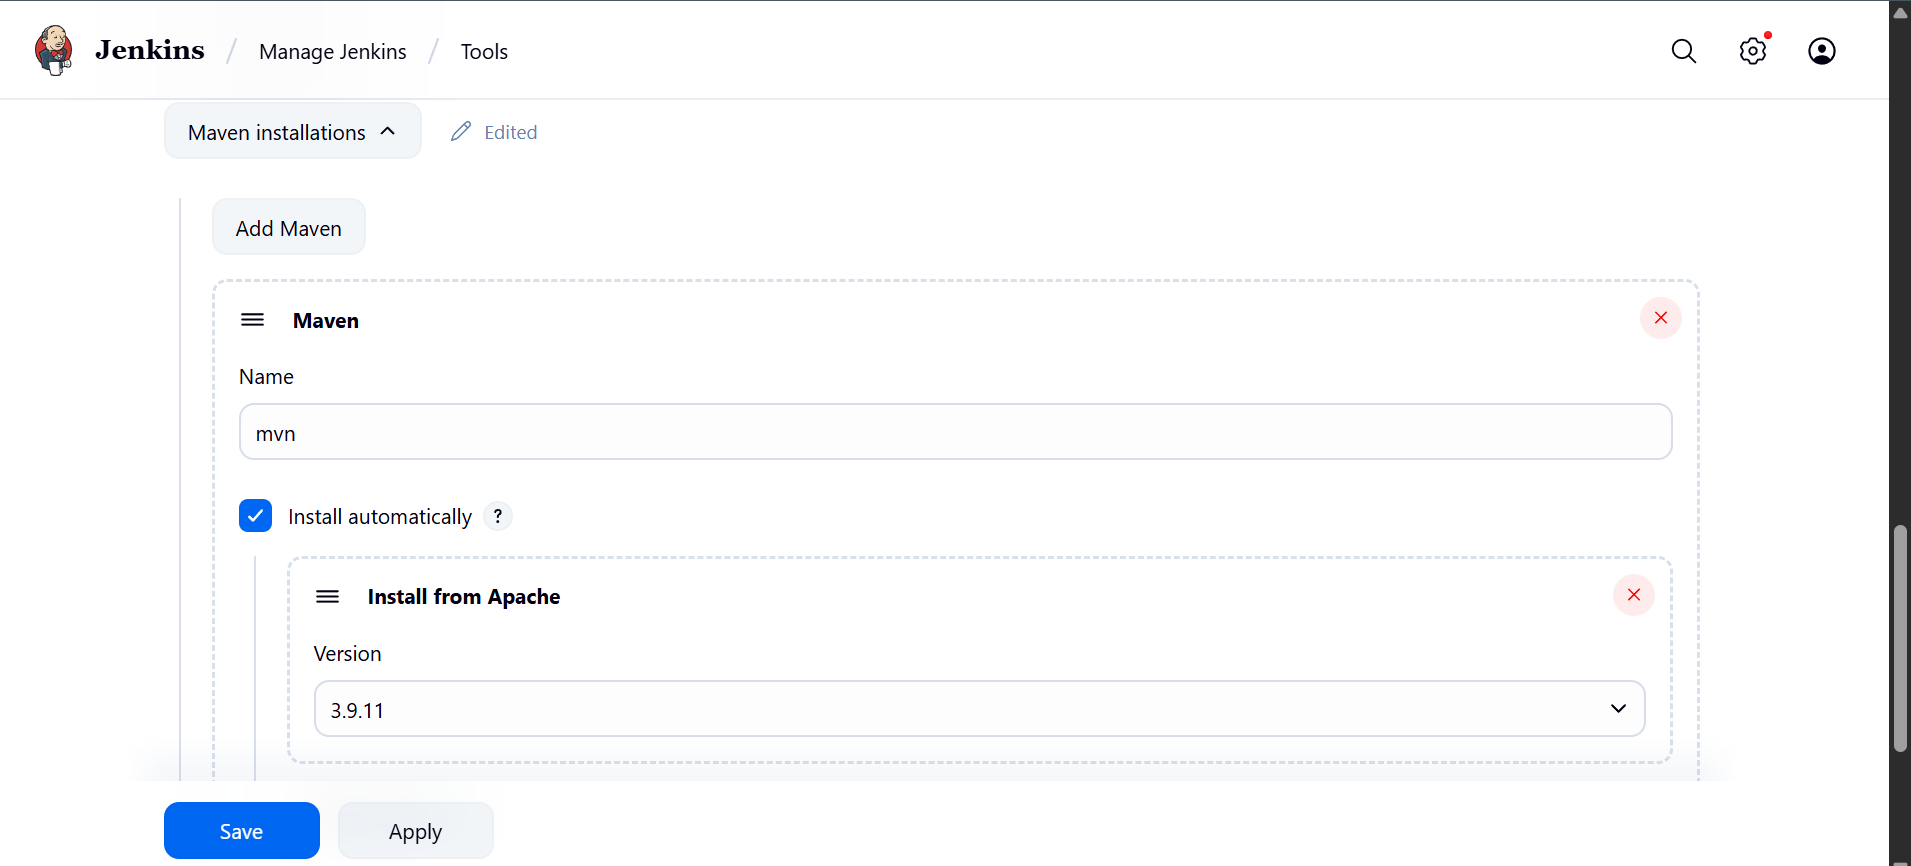 Jenkins / Manage Jenkins / Tools
Maven installations
Edited
Add Maven
Maven
Name
mvn
Install automatically ?
Install from Apache
Version
3.9.11
Save
Apply